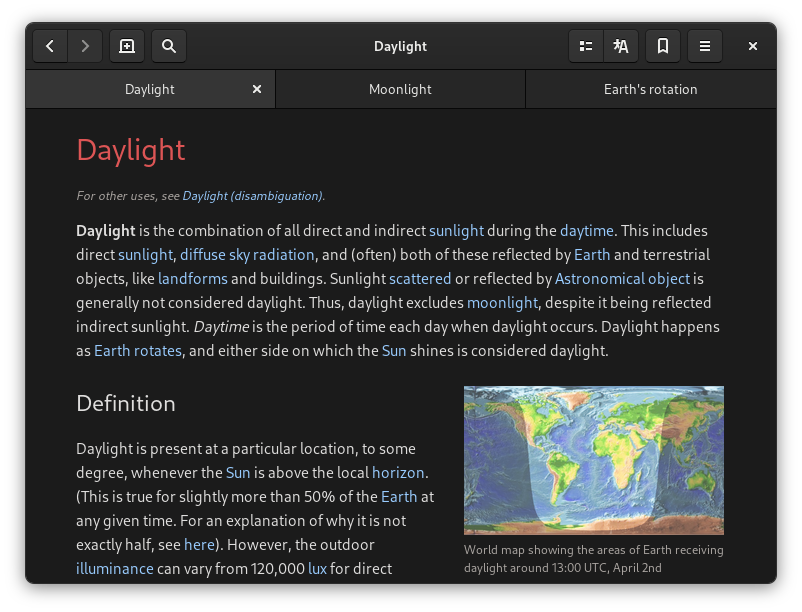 Daylight
Daylight
Moonlight
Earth's rotation
Daylight
For other uses, see Daylight (disambiguation).
Daylight is the combination of all direct and indirect sunlight during the daytime. This includes
direct sunlight, diffuse sky radiation, and (often) both of these reflected by Earth and terrestrial
objects, like landforms and buildings. Sunlight scattered or reflected by Astronomical object is
generally not considered daylight. Thus, daylight excludes moonlight, despite it being reflected
indirect sunlight. Daytime is the period of time each day when daylight occurs. Daylight happens
as Earth rotates, and either side on which the Sun shines is considered daylight.
Definition
Daylight is present at a particular location, to some
degree, whenever the Sun is above the local horizon.
(This is true for slightly more than 50% of the Earth at
any given time. For an explanation of why it is not
exactly half, see here). However, the outdoor
illuminance can vary from 120,000 lux for direct
World map showing the areas of Earth receiving
daylight around 13:00 UTC, April 2nd